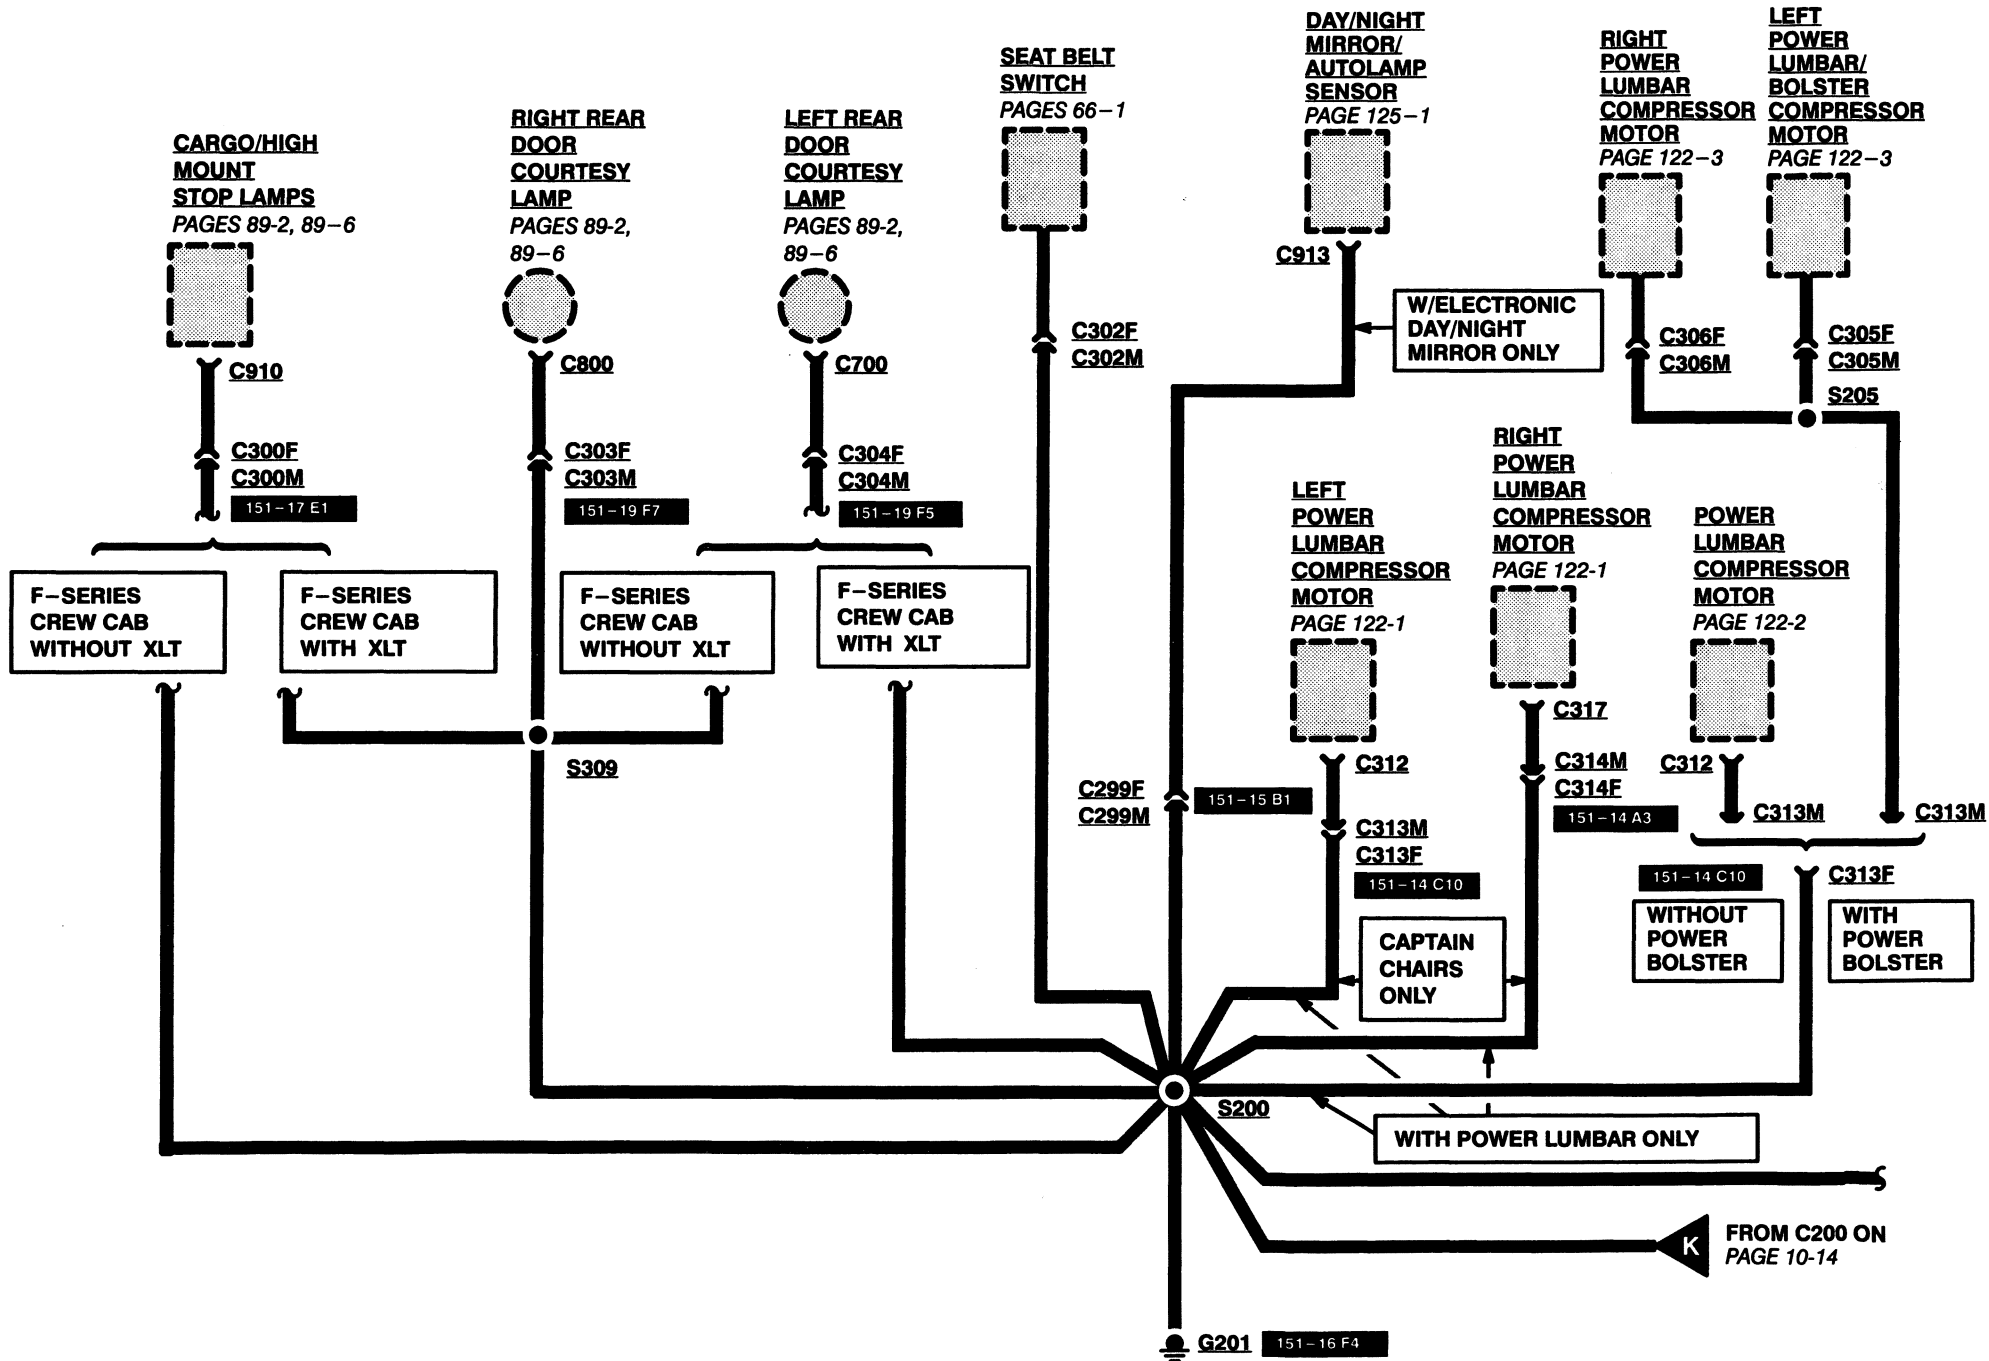 CARGO/HIGH
MOUNT
STOP LAMPS
PAGES 89-2, 89-6
C910
C300F
C300M
151-17 E1
F-SERIES
CREW CAB
WITHOUT XLT
F-SERIES
CREW CAB
WITH XLT
RIGHT REAR
DOOR
COURTESY
LAMP
PAGES 89-2,
89-6
C800
C303F
C303M
151-19 F7
S309
LEFT REAR
DOOR
COURTESY
LAMP
PAGES 89-2,
89-6
C700
C304F
C304M
151-19 F5
F-SERIES
CREW CAB
WITHOUT XLT
F-SERIES
CREW CAB
WITH XLT
SEAT BELT
SWITCH
PAGES 66-1
C302F
C302M
DAY/NIGHT
MIRROR/
AUTOLAMP
SENSOR
PAGE 125-1
C913
W/ELECTRONIC
DAY/NIGHT
MIRROR ONLY
C299F
C299M
151-15 B1
RIGHT
POWER
LUMBAR
COMPRESSOR
MOTOR
PAGE 122-3
C306F
C306M
LEFT
POWER
LUMBAR/
BOLSTER
COMPRESSOR
MOTOR
PAGE 122-3
C305F
C305M
S205
LEFT
POWER
LUMBAR
COMPRESSOR
MOTOR
PAGE 122-1
C312
C313M
C313F
151-14 C10
RIGHT
POWER
LUMBAR
COMPRESSOR
MOTOR
PAGE 122-1
C317
C314M
C314F
151-14 A3
POWER
LUMBAR
COMPRESSOR
MOTOR
PAGE 122-2
C312
C313M
C313M
151-14 C10
C313F
WITHOUT
POWER
BOLSTER
WITH
POWER
BOLSTER
CAPTAIN
CHAIRS
ONLY
S200
WITH POWER LUMBAR ONLY
K
FROM C200 ON
PAGE 10-14
G201
151-16 F4